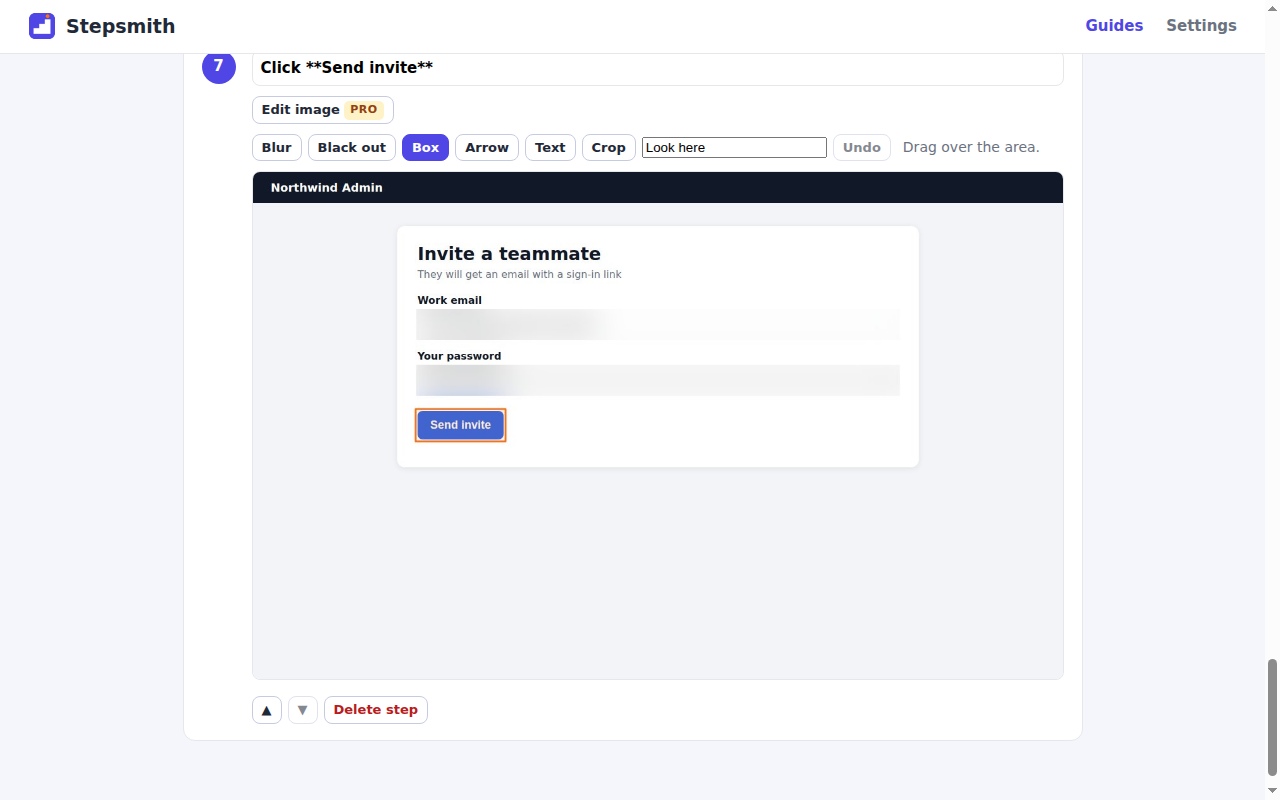 Stepsmith
Guides
Settings
7
Click **Send invite**
Edit image PRO
Blur
Black out
Box
Arrow
Text
Crop
Look here
Undo
Drag over the area.
Northwind Admin
Invite a teammate
They will get an email with a sign-in link
Work email
Your password
Send invite
▲
▼
Delete step